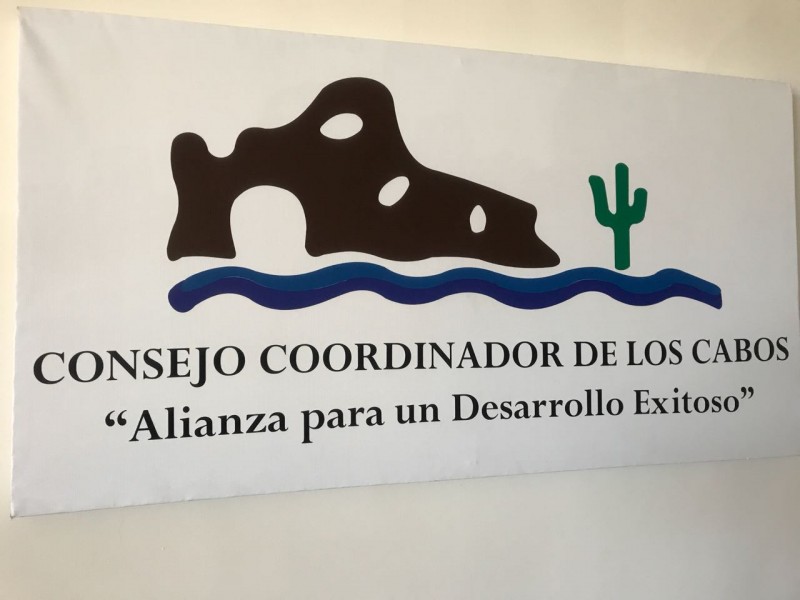 CONSEJO COORDINADOR DE LOS CABOS
“Alianza para un Desarrollo Exitoso”